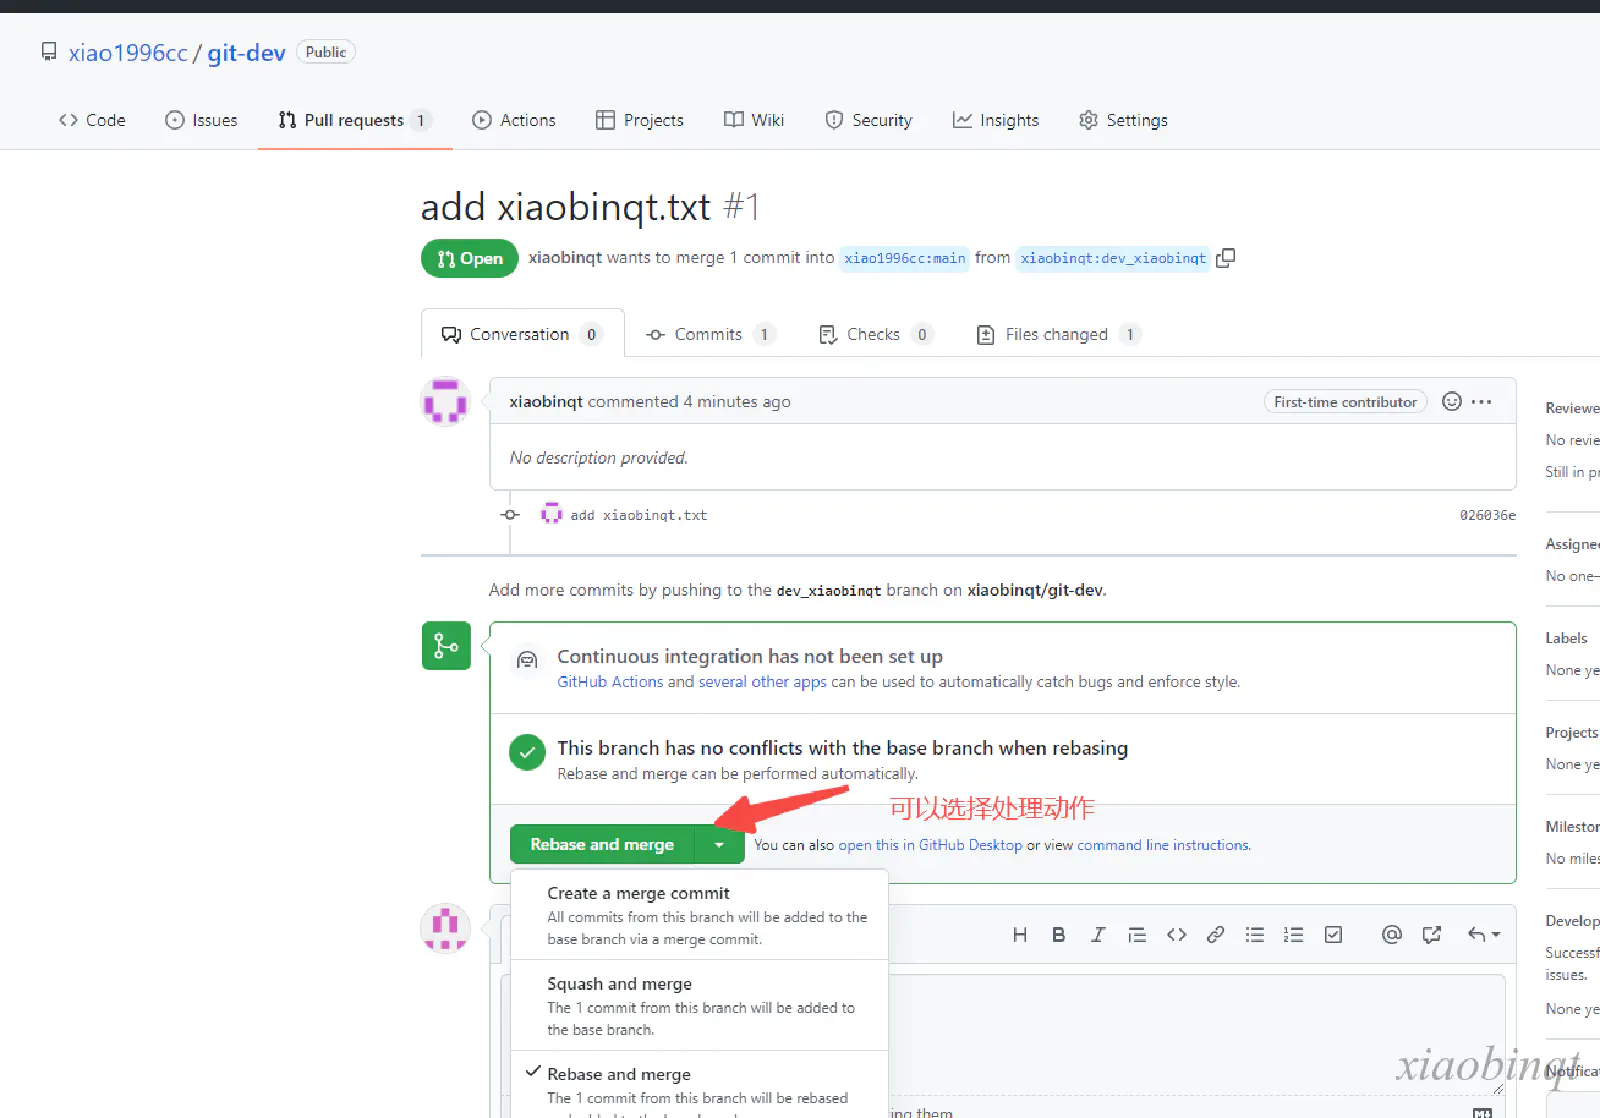 xiao1996cc / git-dev Public
Code Issues Pull requests 1 Actions Projects Wiki Security Insights Settings
add xiaobinqt.txt #1
Open xiaobinqt wants to merge 1 commit into xiao1996cc:main from xiaobinqt:dev_xiaobinqt
Conversation 0 Commits 1 Checks 0 Files changed 1
xiaobinqt commented 4 minutes ago First-time contributor
No description provided.
add xiaobinqt.txt 026036e
Add more commits by pushing to the dev_xiaobinqt branch on xiaobinqt/git-dev.
Continuous integration has not been set up
GitHub Actions and several other apps can be used to automatically catch bugs and enforce style.
This branch has no conflicts with the base branch when rebasing
Rebase and merge can be performed automatically.
可以选择处理动作
Rebase and merge You can also open this in GitHub Desktop or view command line instructions.
Create a merge commit
All commits from this branch will be added to the
base branch via a merge commit.
Squash and merge
The 1 commit from this branch will be added to
the base branch.
Rebase and merge
The 1 commit from this branch will be rebased
ing them
Reviewe
No revie
Still in pr
Assignee
No one-
Labels
None ye
Projects
None ye
Mileston
No miles
Develop
Successf
issues.
None ye
Notificat
xiaobinqt